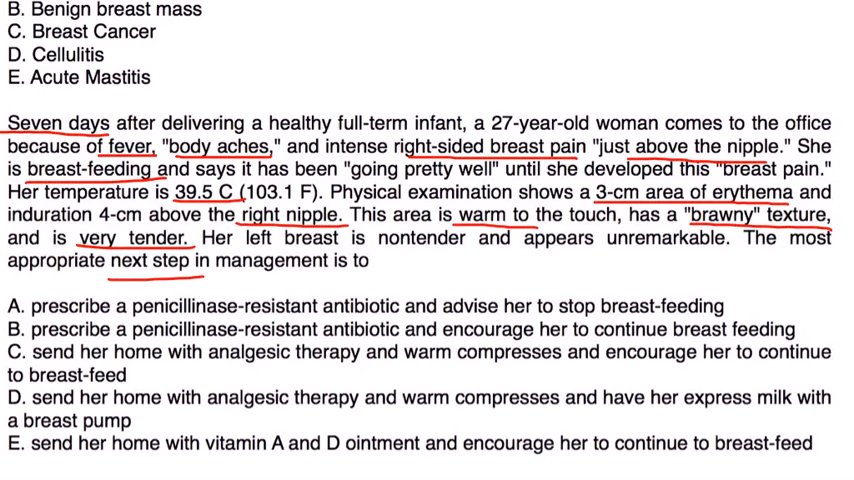 B. Benign breast mass
C. Breast Cancer
D. Cellulitis
E. Acute Mastitis
Seven days after delivering a healthy full-term infant, a 27-year-old woman comes to the office
because of fever, "body aches," and intense right-sided breast pain "just above the nipple." She
is breast-feeding and says it has been "going pretty well" until she developed this "breast pain."
Her temperature is 39.5 C (103.1 F). Physical examination shows a 3-cm area of erythema and
induration 4-cm above the right nipple. This area is warm to the touch, has a "brawny" texture,
and is very tender. Her left breast is nontender and appears unremarkable. The most
appropriate next step in management is to
A. prescribe a penicillinase-resistant antibiotic and advise her to stop breast-feeding
B. prescribe a penicillinase-resistant antibiotic and encourage her to continue breast feeding
C. send her home with analgesic therapy and warm compresses and encourage her to continue
to breast-feed
D. send her home with analgesic therapy and warm compresses and have her express milk with
a breast pump
E. send her home with vitamin A and D ointment and encourage her to continue to breast-feed